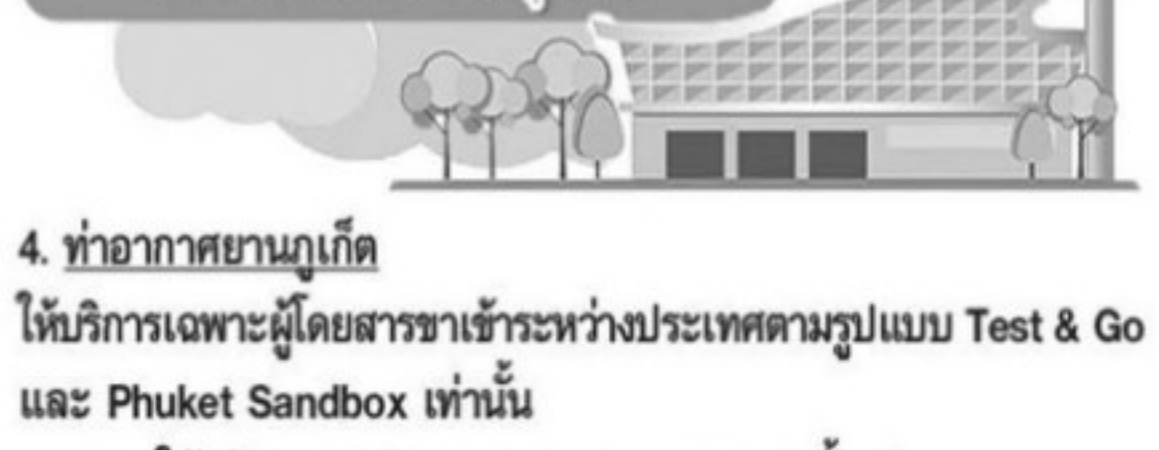 4. ท่าอากาศยานภูเก็ต
ให้บริการเฉพาะผู้โดยสารขาเข้าระหว่างประเทศตามรูปแบบ Test & Go
และ Phuket Sandbox เท่านั้น